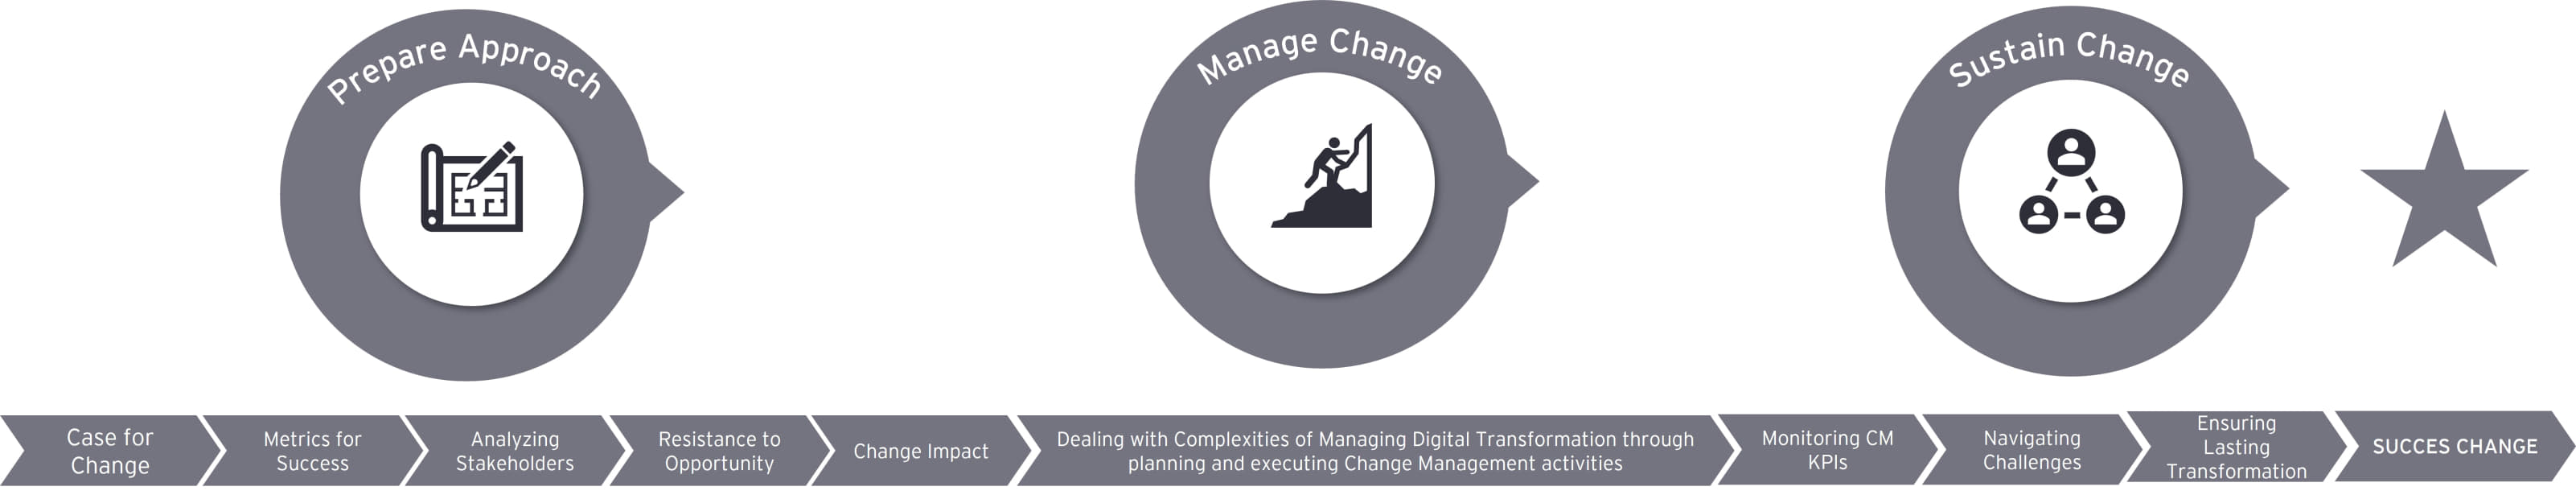 Prepare Approach
Manage Change
Sustain Change
Case for
Change
Metrics for
Success
Analyzing
Stakeholders
Resistance to
Opportunity
Change Impact
Dealing with Complexities of Managing Digital Transformation through
planning and executing Change Management activities
Monitoring CM
KPIs
Navigating
Challenges
Ensuring
Lasting
Transformation
SUCCES CHANGE